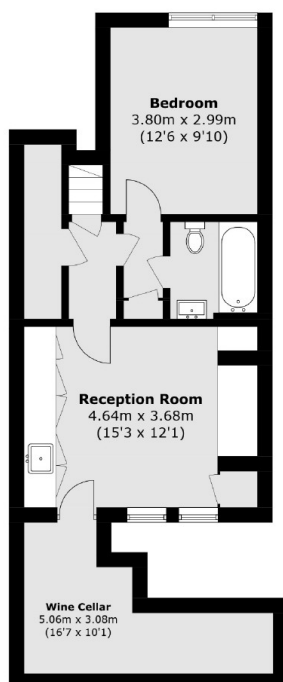 Bedroom
3.80m x 2.99m
(12'6 x 9'10)
Reception Room
4.64m x 3.68m
(15'3 x 12'1)
Wine Cellar
5.06m x 3.08m
(16'7 x 10'1)